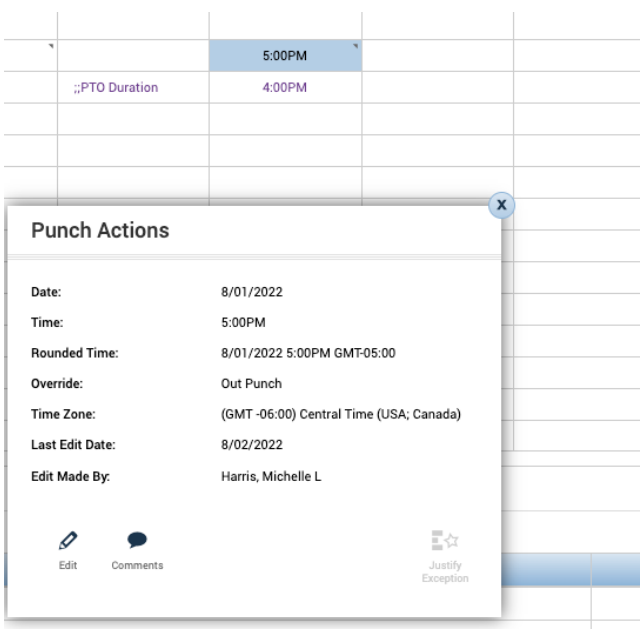 5:00PM
;;PTO Duration 4:00PM
X
Punch Actions
Date: 8/01/2022
Time: 5:00PM
Rounded Time: 8/01/2022 5:00PM GMT-05:00
Override: Out Punch
Time Zone: (GMT -06:00) Central Time (USA; Canada)
Last Edit Date: 8/02/2022
Edit Made By: Harris, Michelle L
Edit Comments Justify
Exception